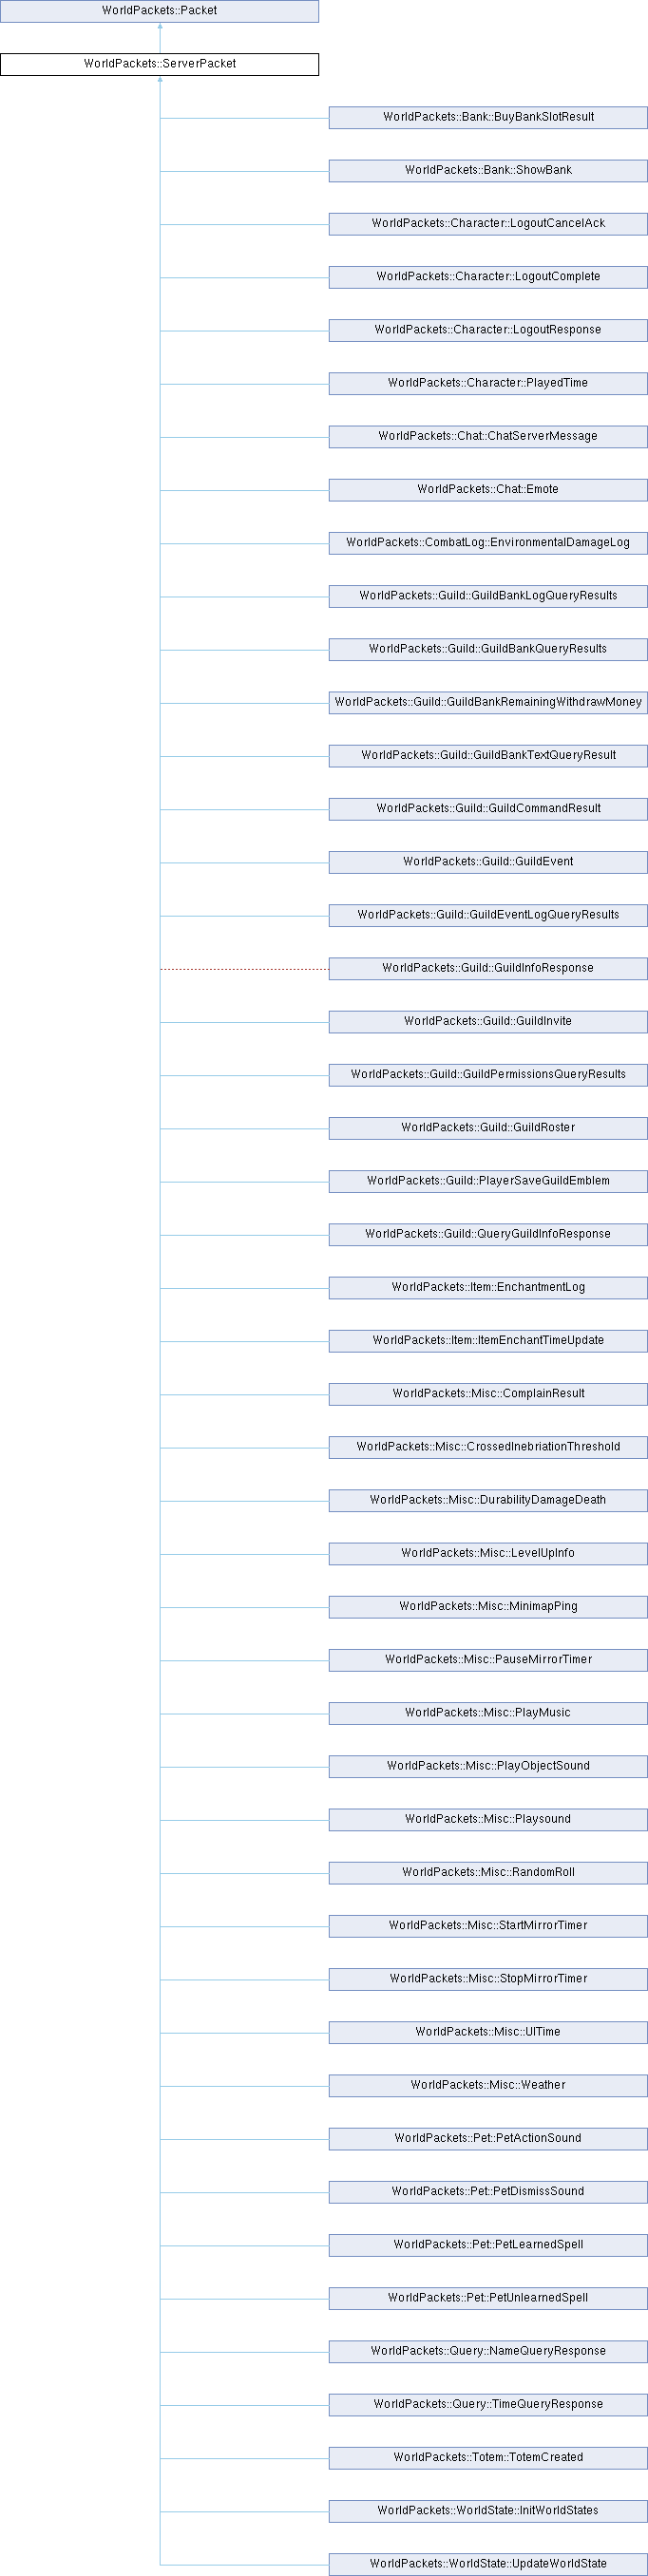 WorldPackets::Packet
WorldPackets::ServerPacket
WorldPackets::Bank::BuyBankSlotResult
WorldPackets::Bank::ShowBank
WorldPackets::Character::LogoutCancelAck
WorldPackets::Character::LogoutComplete
WorldPackets::Character::LogoutResponse
WorldPackets::Character::PlayedTime
WorldPackets::Chat::ChatServerMessage
WorldPackets::Chat::Emote
WorldPackets::CombatLog::EnvironmentalDamageLog
WorldPackets::Guild::GuildBankLogQueryResults
WorldPackets::Guild::GuildBankQueryResults
WorldPackets::Guild::GuildBankRemainingWithdrawMoney
WorldPackets::Guild::GuildBankTextQueryResult
WorldPackets::Guild::GuildCommandResult
WorldPackets::Guild::GuildEvent
WorldPackets::Guild::GuildEventLogQueryResults
WorldPackets::Guild::GuildInfoResponse
WorldPackets::Guild::GuildInvite
WorldPackets::Guild::GuildPermissionsQueryResults
WorldPackets::Guild::GuildRoster
WorldPackets::Guild::PlayerSaveGuildEmblem
WorldPackets::Guild::QueryGuildInfoResponse
WorldPackets::Item::EnchantmentLog
WorldPackets::Item::ItemEnchantTimeUpdate
WorldPackets::Misc::ComplainResult
WorldPackets::Misc::CrossedInebriationThreshold
WorldPackets::Misc::DurabilityDamageDeath
WorldPackets::Misc::LevelUpInfo
WorldPackets::Misc::MinimapPing
WorldPackets::Misc::PauseMirrorTimer
WorldPackets::Misc::PlayMusic
WorldPackets::Misc::PlayObjectSound
WorldPackets::Misc::Playsound
WorldPackets::Misc::RandomRoll
WorldPackets::Misc::StartMirrorTimer
WorldPackets::Misc::StopMirrorTimer
WorldPackets::Misc::UITime
WorldPackets::Misc::Weather
WorldPackets::Pet::PetActionSound
WorldPackets::Pet::PetDismissSound
WorldPackets::Pet::PetLearnedSpell
WorldPackets::Pet::PetUnlearnedSpell
WorldPackets::Query::NameQueryResponse
WorldPackets::Query::TimeQueryResponse
WorldPackets::Totem::TotemCreated
WorldPackets::WorldState::InitWorldStates
WorldPackets::WorldState::UpdateWorldState